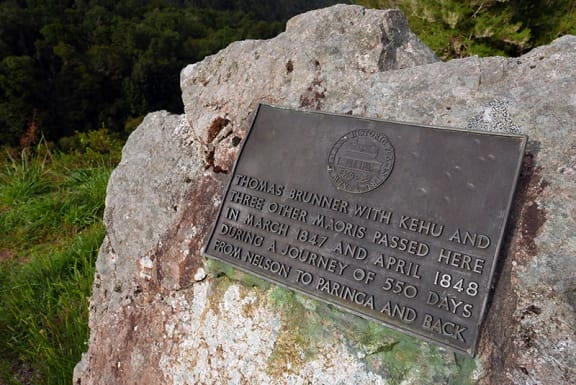 THOMAS BRUNNER WITH KEHU AND
THREE OTHER MAORIS PASSED HERE
IN MARCH 1847 AND APRIL 1848
DURING A JOURNEY OF 550 DAYS
FROM NELSON TO PARINGA AND BACK